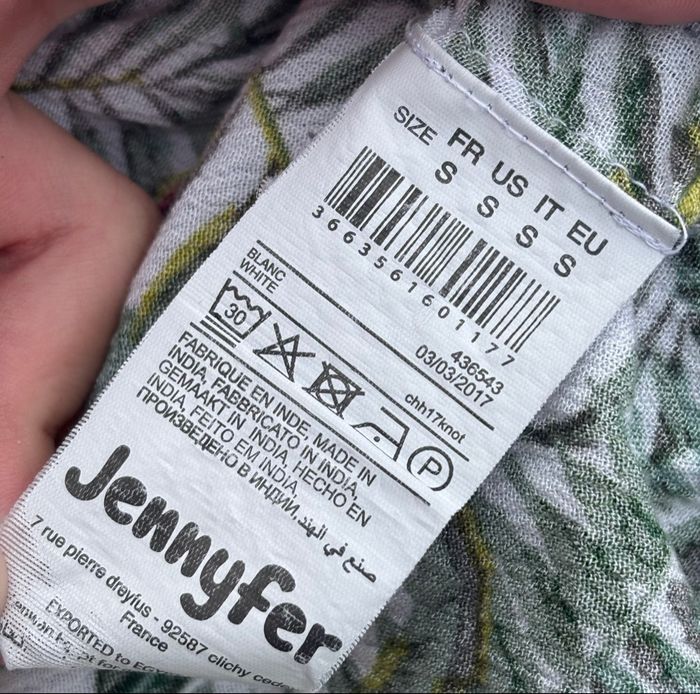 SIZE FR US IT EU
S S S S
3663561601177
BLANC
WHITE
436543
03/03/2017
chh17knot
30
P
FABRIQUE EN INDE, MADE IN
INDIA, FABBRICATO IN INDIA,
GEMAAKT IN INDIA, HECHO EN
INDIA, FEITO EM INDIA,
ПРОИЗВЕДЕНО В ИНДИИ, صنع في الهند
Jennyfer
7 rue pierre dreyfus - 92587 clichy cedex
France
EXPORTED to EGY